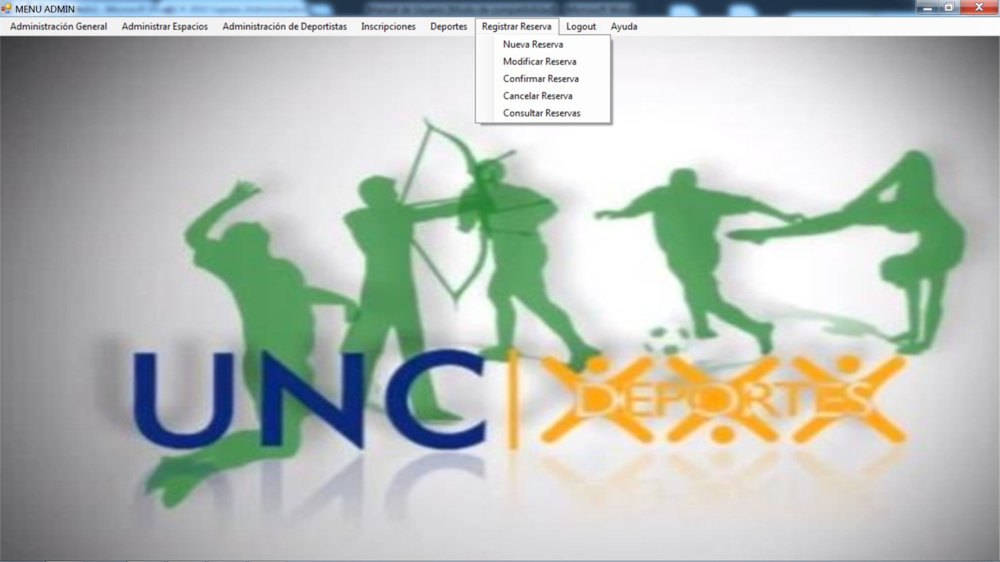 MENU ADMIN
Administración General Administrar Espacios Administración de Deportistas Inscripciones Deportes Registrar Reserva Logout Ayuda
Nueva Reserva
Modificar Reserva
Confirmar Reserva
Cancelar Reserva
Consultar Reservas
UNC DEPORTES